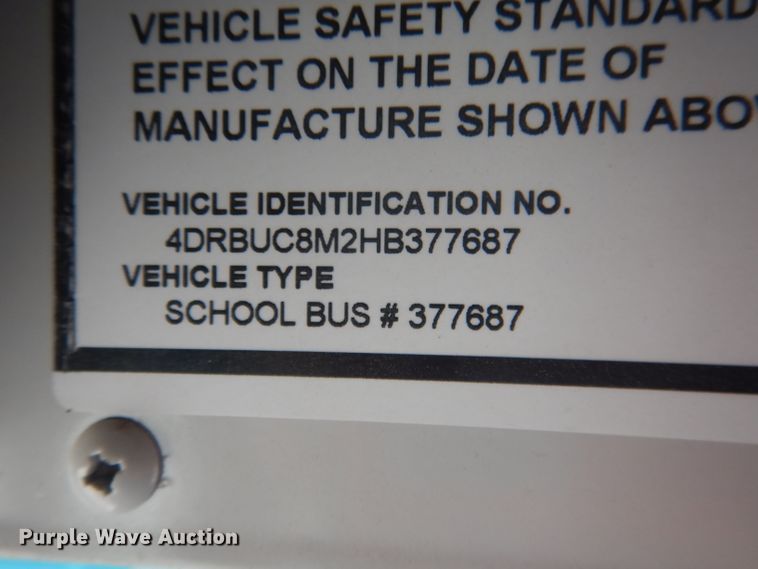 VEHICLE SAFETY STANDARD
EFFECT ON THE DATE OF
MANUFACTURE SHOWN ABO
VEHICLE IDENTIFICATION NO.
4DRBUC8M2HB377687
VEHICLE TYPE
SCHOOL BUS # 377687
Purple Wave Auction